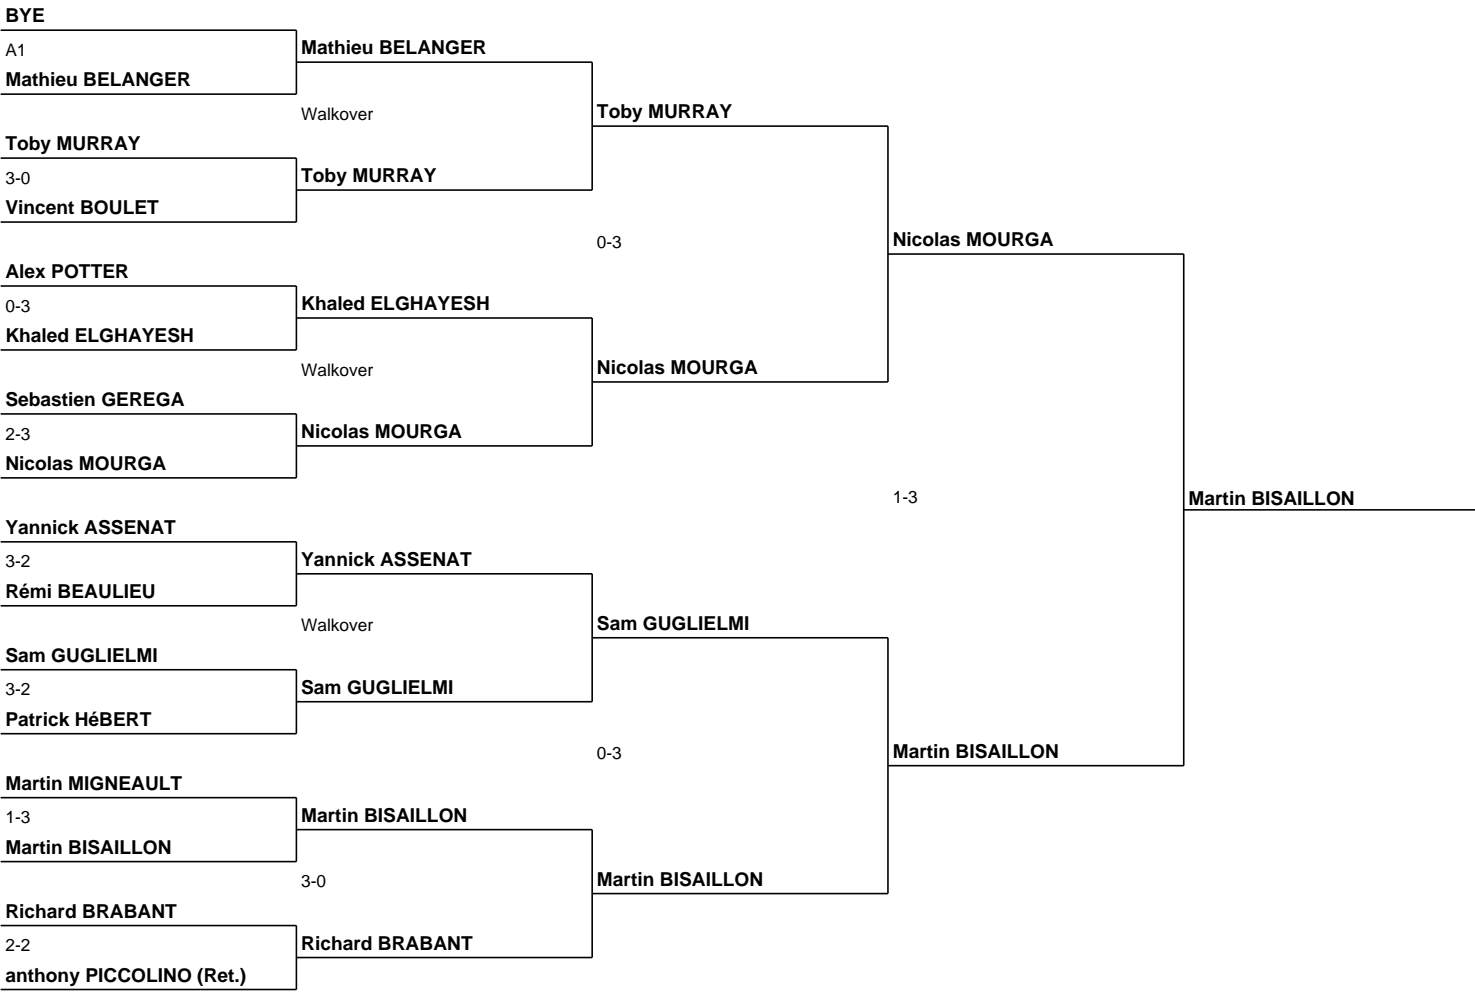 BYE
A1
Mathieu BELANGER
Mathieu BELANGER
Walkover
Toby MURRAY
Toby MURRAY
3-0
Toby MURRAY
Vincent BOULET
0-3
Nicolas MOURGA
Alex POTTER
0-3
Khaled ELGHAYESH
Khaled ELGHAYESH
Walkover
Nicolas MOURGA
Sebastien GEREGA
2-3
Nicolas MOURGA
Nicolas MOURGA
1-3
Martin BISAILLON
Yannick ASSENAT
3-2
Yannick ASSENAT
Rémi BEAULIEU
Walkover
Sam GUGLIELMI
Sam GUGLIELMI
3-2
Sam GUGLIELMI
Patrick HéBERT
0-3
Martin BISAILLON
Martin MIGNEAULT
1-3
Martin BISAILLON
Martin BISAILLON
3-0
Martin BISAILLON
Richard BRABANT
2-2
Richard BRABANT
anthony PICCOLINO (Ret.)